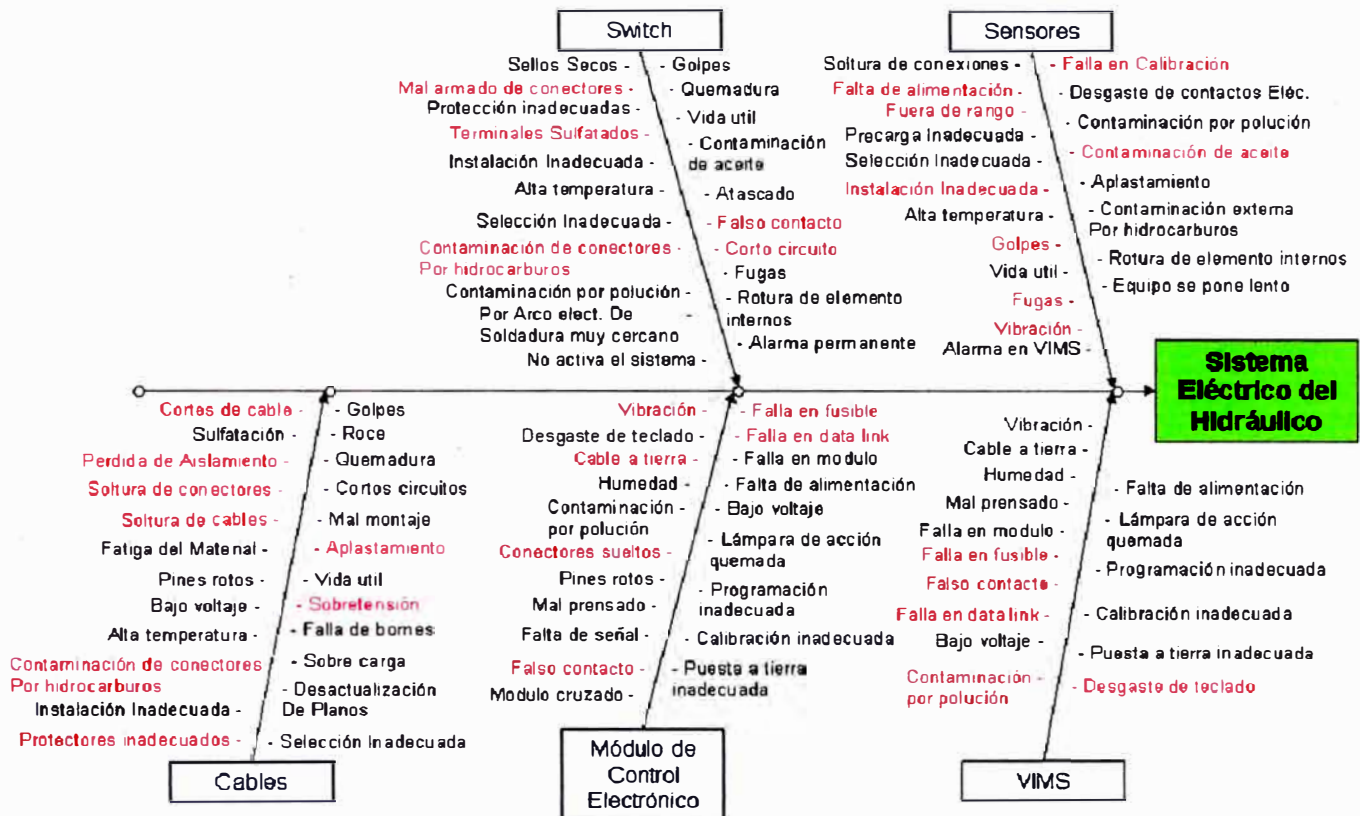 Switch
Sellos Secos -
Mal armado de conectores -
Protección inadecuadas -
Terminales Sulfatados -
Instalación Inadecuada -
Alta temperatura -
Selección Inadecuada -
Contaminación de conectores -
Por hidrocarburos
Contaminación por polución -
Por Arco elect. De -
Soldadura muy cercano
No activa el sistema -
- Golpes
- Quemadura
- Vida util
- Contaminación
de aceite
- Atascado
- Falso contacto
- Corto circuito
- Fugas
- Rotura de elemento
internos
- Alarma permanente
Sensores
Soltura de conexiones -
Falta de alimentación -
Fuera de rango -
Precarga Inadecuada -
Selección Inadecuada -
Instalación Inadecuada -
Alta temperatura -
Golpes -
Vida util -
Fugas -
Vibración -
Alarma en VIMS -
- Falla en Calibración
- Desgaste de contactos Eléc.
- Contaminación por polución
- Contaminación de aceite
- Aplastamiento
- Contaminación externa
Por hidrocarburos
- Rotura de elemento internos
- Equipo se pone lento
Sistema
Eléctrico del
Hidráulico
Cortes de cable -
Sulfatación -
Perdida de Aislamiento -
Soltura de conectores -
Soltura de cables -
Fatiga del Material -
Pines rotos -
Bajo voltaje -
Alta temperatura -
Contaminación de conectores
Por hidrocarburos
Instalación Inadecuada -
Protectores inadecuados -
- Golpes
- Roce
- Quemadura
- Cortos circuitos
- Mal montaje
- Aplastamiento
- Vida util
- Sobretensión
- Falla de bornes
- Sobre carga
- Desactualización
De Planos
- Selección Inadecuada
Cables
Vibración -
Desgaste de teclado -
Cable a tierra -
Humedad -
Contaminación -
por polución
Conectores sueltos -
Pines rotos -
Mal prensado -
Falta de señal -
Falso contacto -
Modulo cruzado -
- Falla en fusible
- Falla en data link
- Falla en modulo
- Falta de alimentación
- Bajo voltaje
- Lámpara de acción
quemada
- Programación
inadecuada
- Calibración inadecuada
- Puesta a tierra
inadecuada
Módulo de
Control
Electrónico
Vibración -
Cable a tierra -
Humedad -
Mal prensado -
Falla en modulo -
Falla en fusible -
Falso contacto -
Falla en data link -
Bajo voltaje -
Contaminación -
por polución
- Falta de alimentación
- Lámpara de acción
quemada
- Programación inadecuada
- Calibración inadecuada
- Puesta a tierra inadecuada
- Desgaste de teclado
VIMS